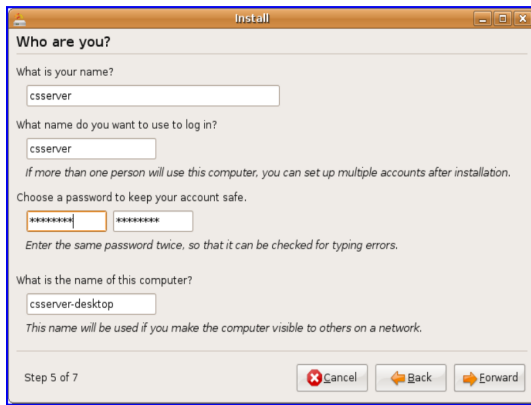 Install
Who are you?
What is your name?
csserver
What name do you want to use to log in?
csserver
If more than one person will use this computer, you can set up multiple accounts after installation.
Choose a password to keep your account safe.
******** ********
Enter the same password twice, so that it can be checked for typing errors.
What is the name of this computer?
csserver-desktop
This name will be used if you make the computer visible to others on a network.
Step 5 of 7 Cancel Back Forward